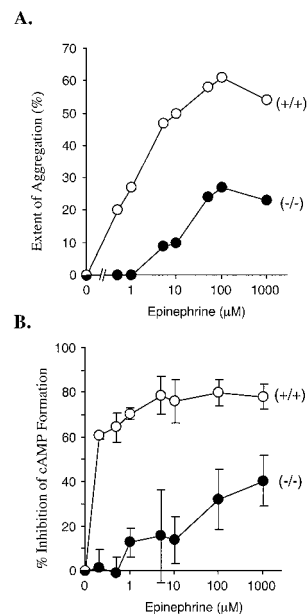 A.
70
60
50
40
30
20
10
0
Extent of Aggregation (%)
(+/+)
(-/-)
0 1 10 100 1000
Epinephrine (µM)
B.
100
80
60
40
20
0
% Inhibition of cAMP Formation
(+/+)
(-/-)
0 1 10 100 1000
Epinephrine (µM)